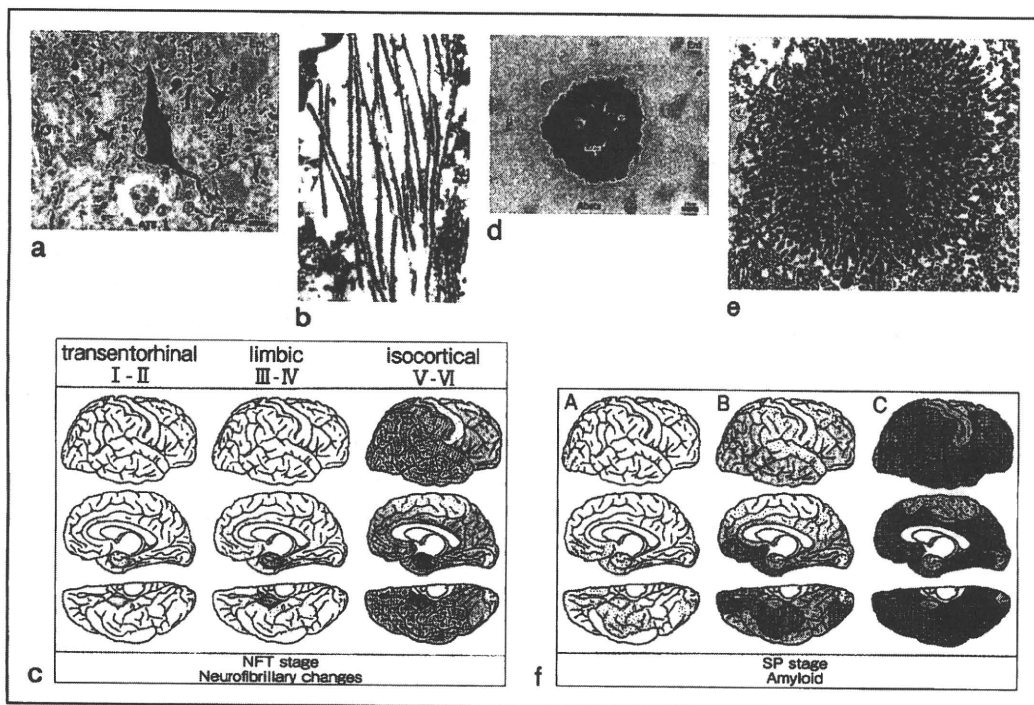 a
b
d
e
transentorhinal
I - II
limbic
III - IV
isocortical
V - VI
NFT stage
Neurofibrillary changes
c
A
B
C
SP stage
Amyloid
f